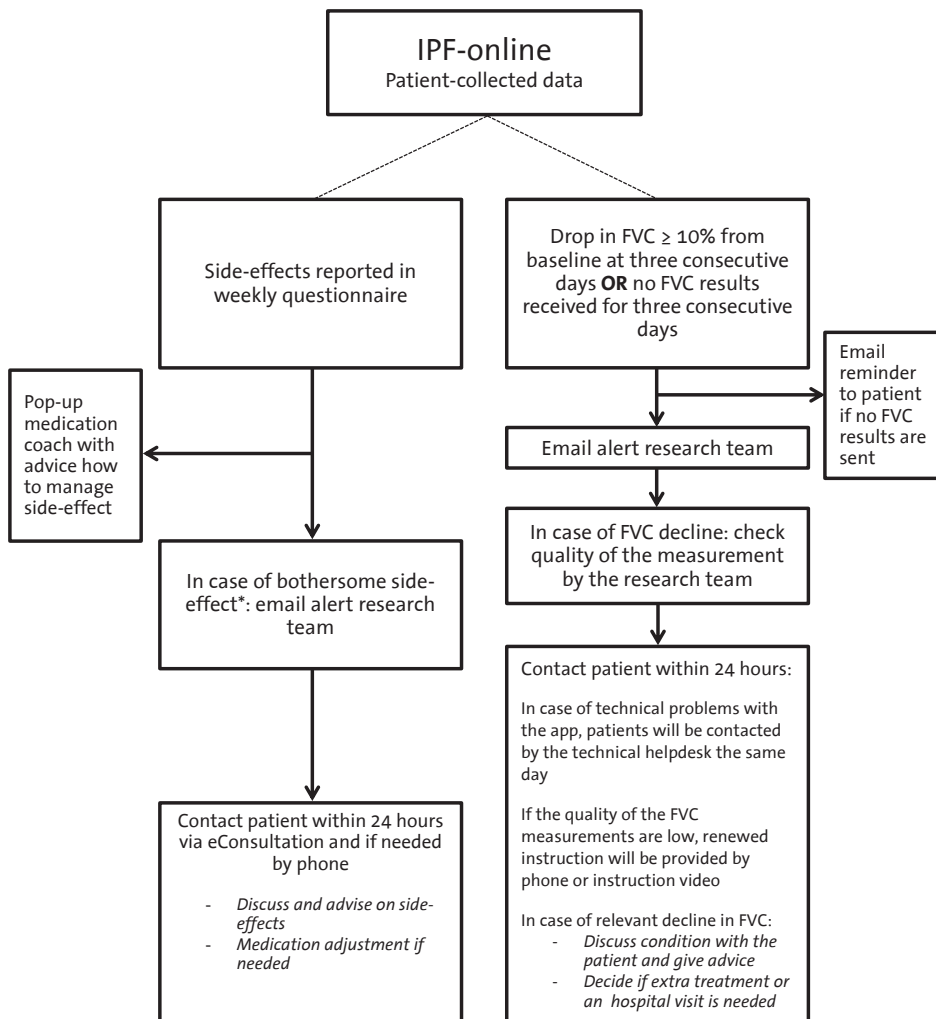 IPF-online
Patient-collected data
Side-effects reported in
weekly questionnaire
Drop in FVC ≥ 10% from
baseline at three consecutive
days OR no FVC results
received for three consecutive
days
Pop-up
medication
coach with
advice how
to manage
side-effect
Email
reminder
to patient
if no FVC
results are
sent
Email alert research team
In case of FVC decline: check
quality of the measurement
by the research team
In case of bothersome side-
effect*: email alert research
team
Contact patient within 24 hours
via eConsultation and if needed
by phone
- Discuss and advise on side-
effects
- Medication adjustment if
needed
Contact patient within 24 hours:
In case of technical problems with
the app, patients will be contacted
by the technical helpdesk the same
day
If the quality of the FVC
measurements are low, renewed
instruction will be provided by
phone or instruction video
In case of relevant decline in FVC:
- Discuss condition with the
patient and give advice
- Decide if extra treatment or
an hospital visit is needed